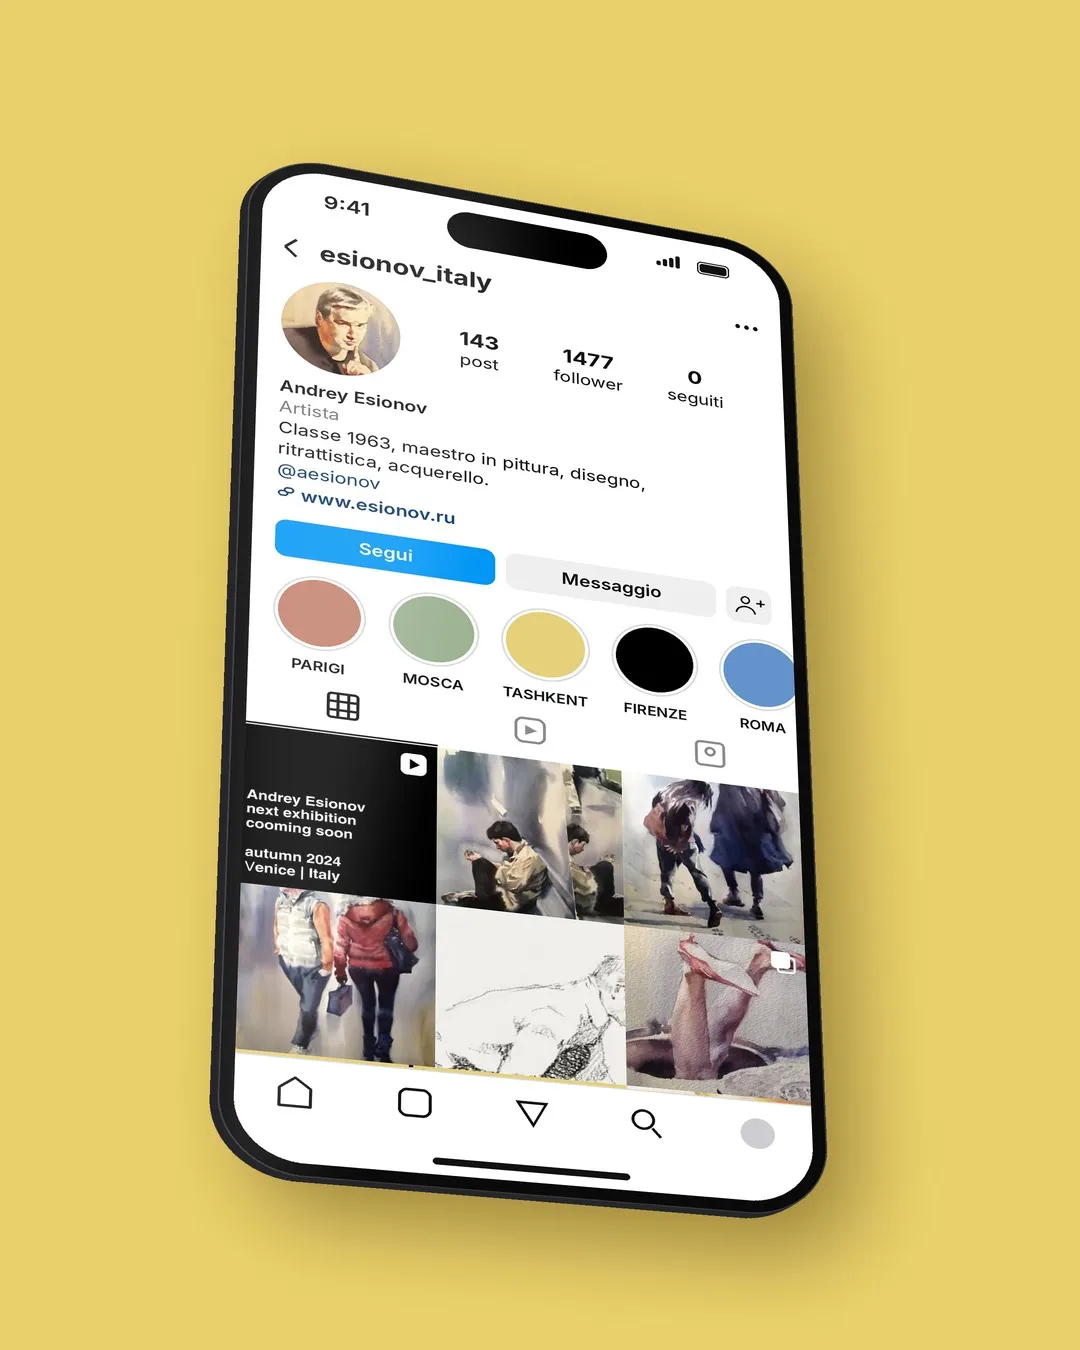 9:41
esionov_italy
143
post
1477
follower
0
seguiti
Andrey Esionov
Artista
Classe 1963, maestro in pittura, disegno,
ritrattistica, acquerello.
@aesionov
www.esionov.ru
Segui
Messaggio
PARIGI
MOSCA
TASHKENT
FIRENZE
ROMA
Andrey Esionov
next exhibition
cooming soon
autumn 2024
Venice | Italy